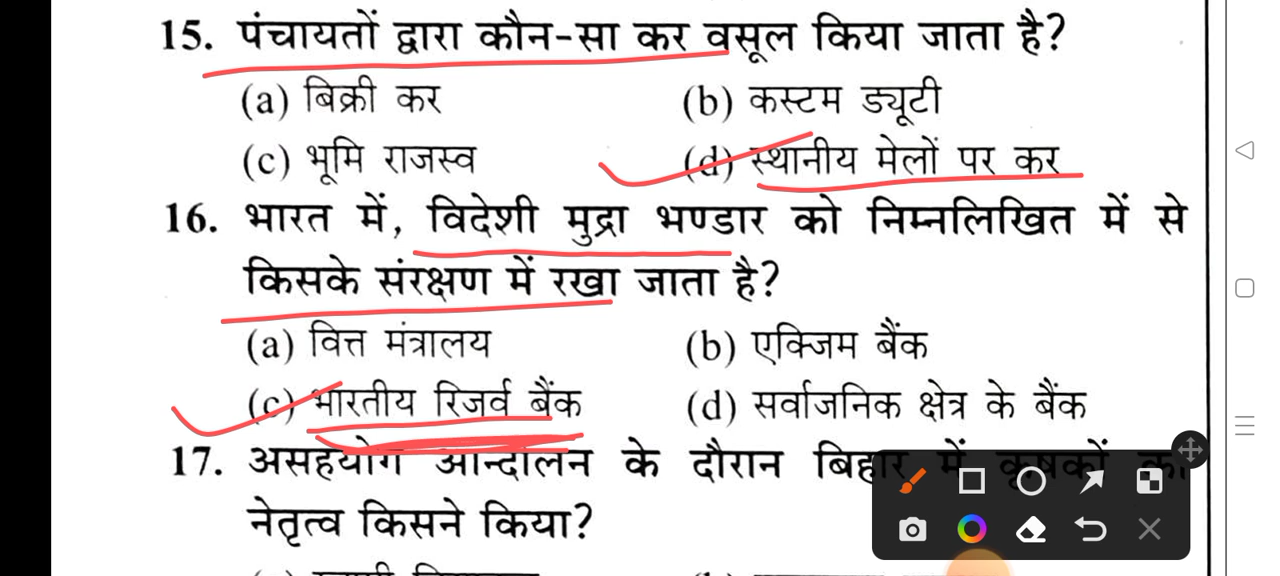 15. पंचायतों द्वारा कौन-सा कर वसूल किया जाता है?
(a) बिक्री कर (b) कस्टम ड्यूटी
(c) भूमि राजस्व (d) स्थानीय मेलों पर कर
16. भारत में, विदेशी मुद्रा भण्डार को निम्नलिखित में से
किसके संरक्षण में रखा जाता है?
(a) वित्त मंत्रालय (b) एक्जिम बैंक
(c) भारतीय रिजर्व बैंक (d) सर्वाजनिक क्षेत्र के बैंक
17. असहयोग आन्दोलन के दौरान बिहार में कृषकों का
नेतृत्व किसने किया?